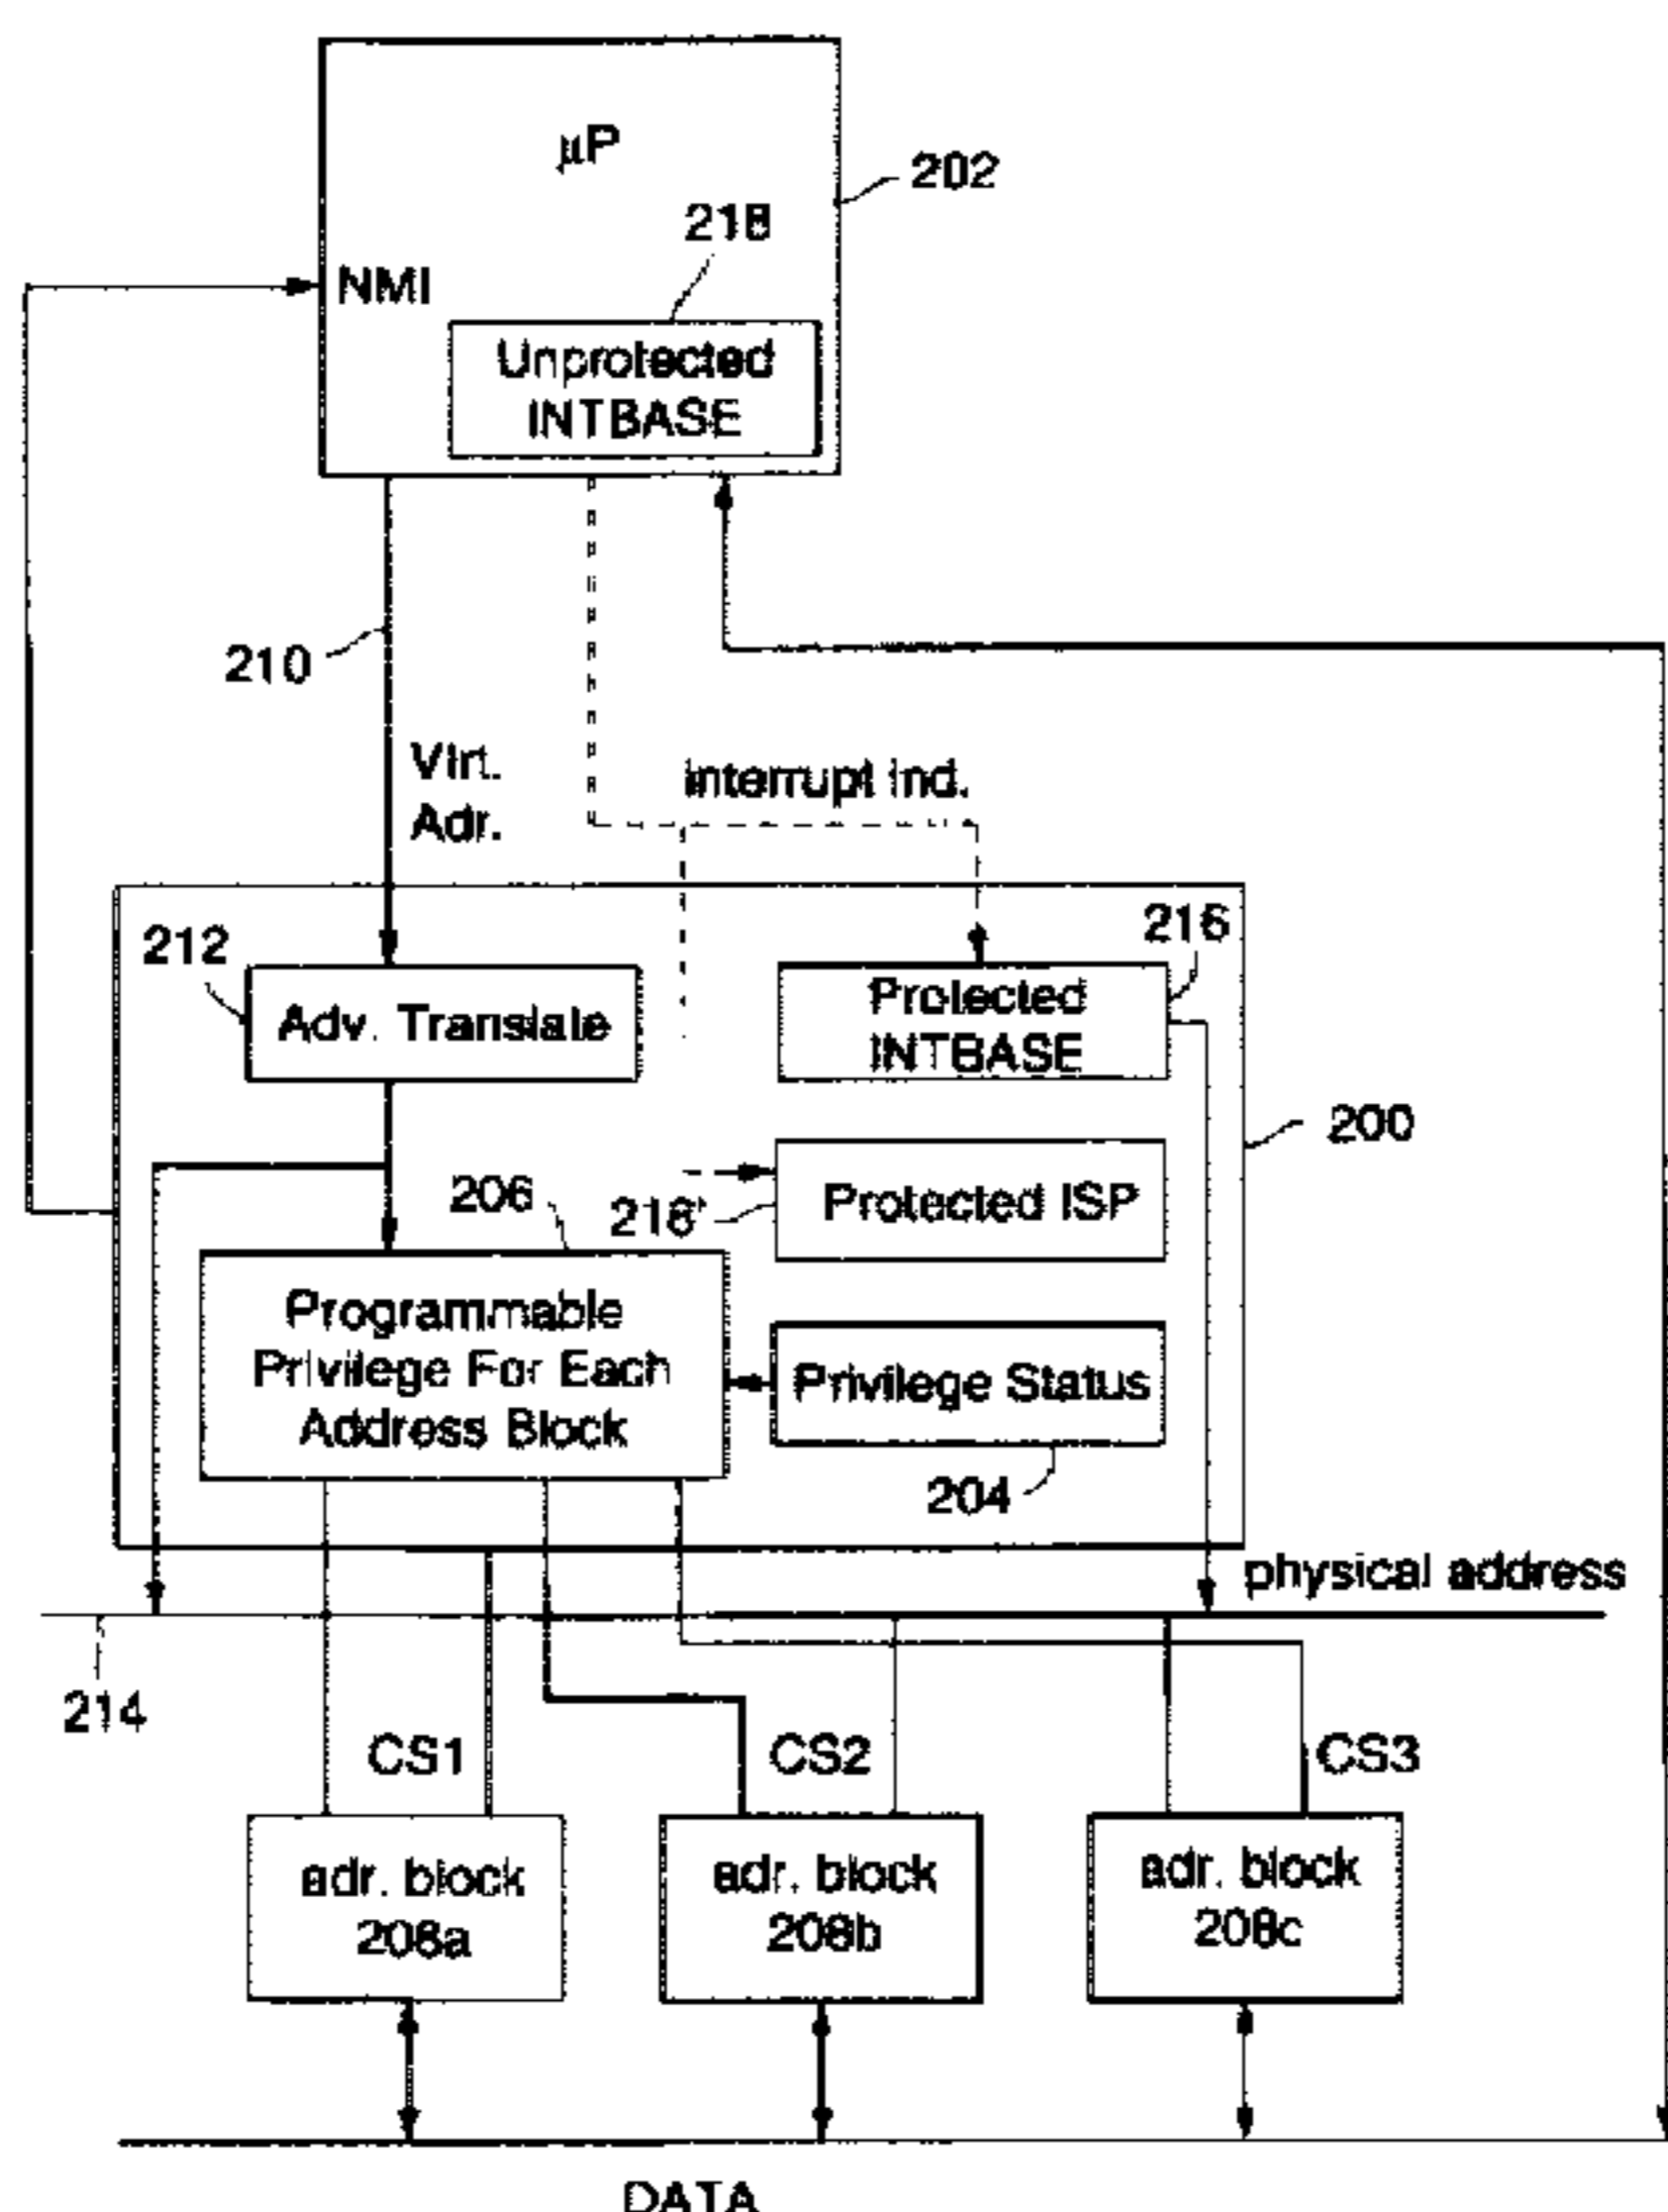 µP
202
218
NMI
Unprotected
INTBASE
210
Virt.
Adr.
Interrupt Ind.
212
216
Adv. Translate
Protected
INTBASE
200
206
216'
Protected ISP
Programmable
Privilege For Each
Address Block
Privilege Status
204
physical address
214
CS1
CS2
CS3
adr. block
208a
adr. block
208b
adr. block
208c
DATA